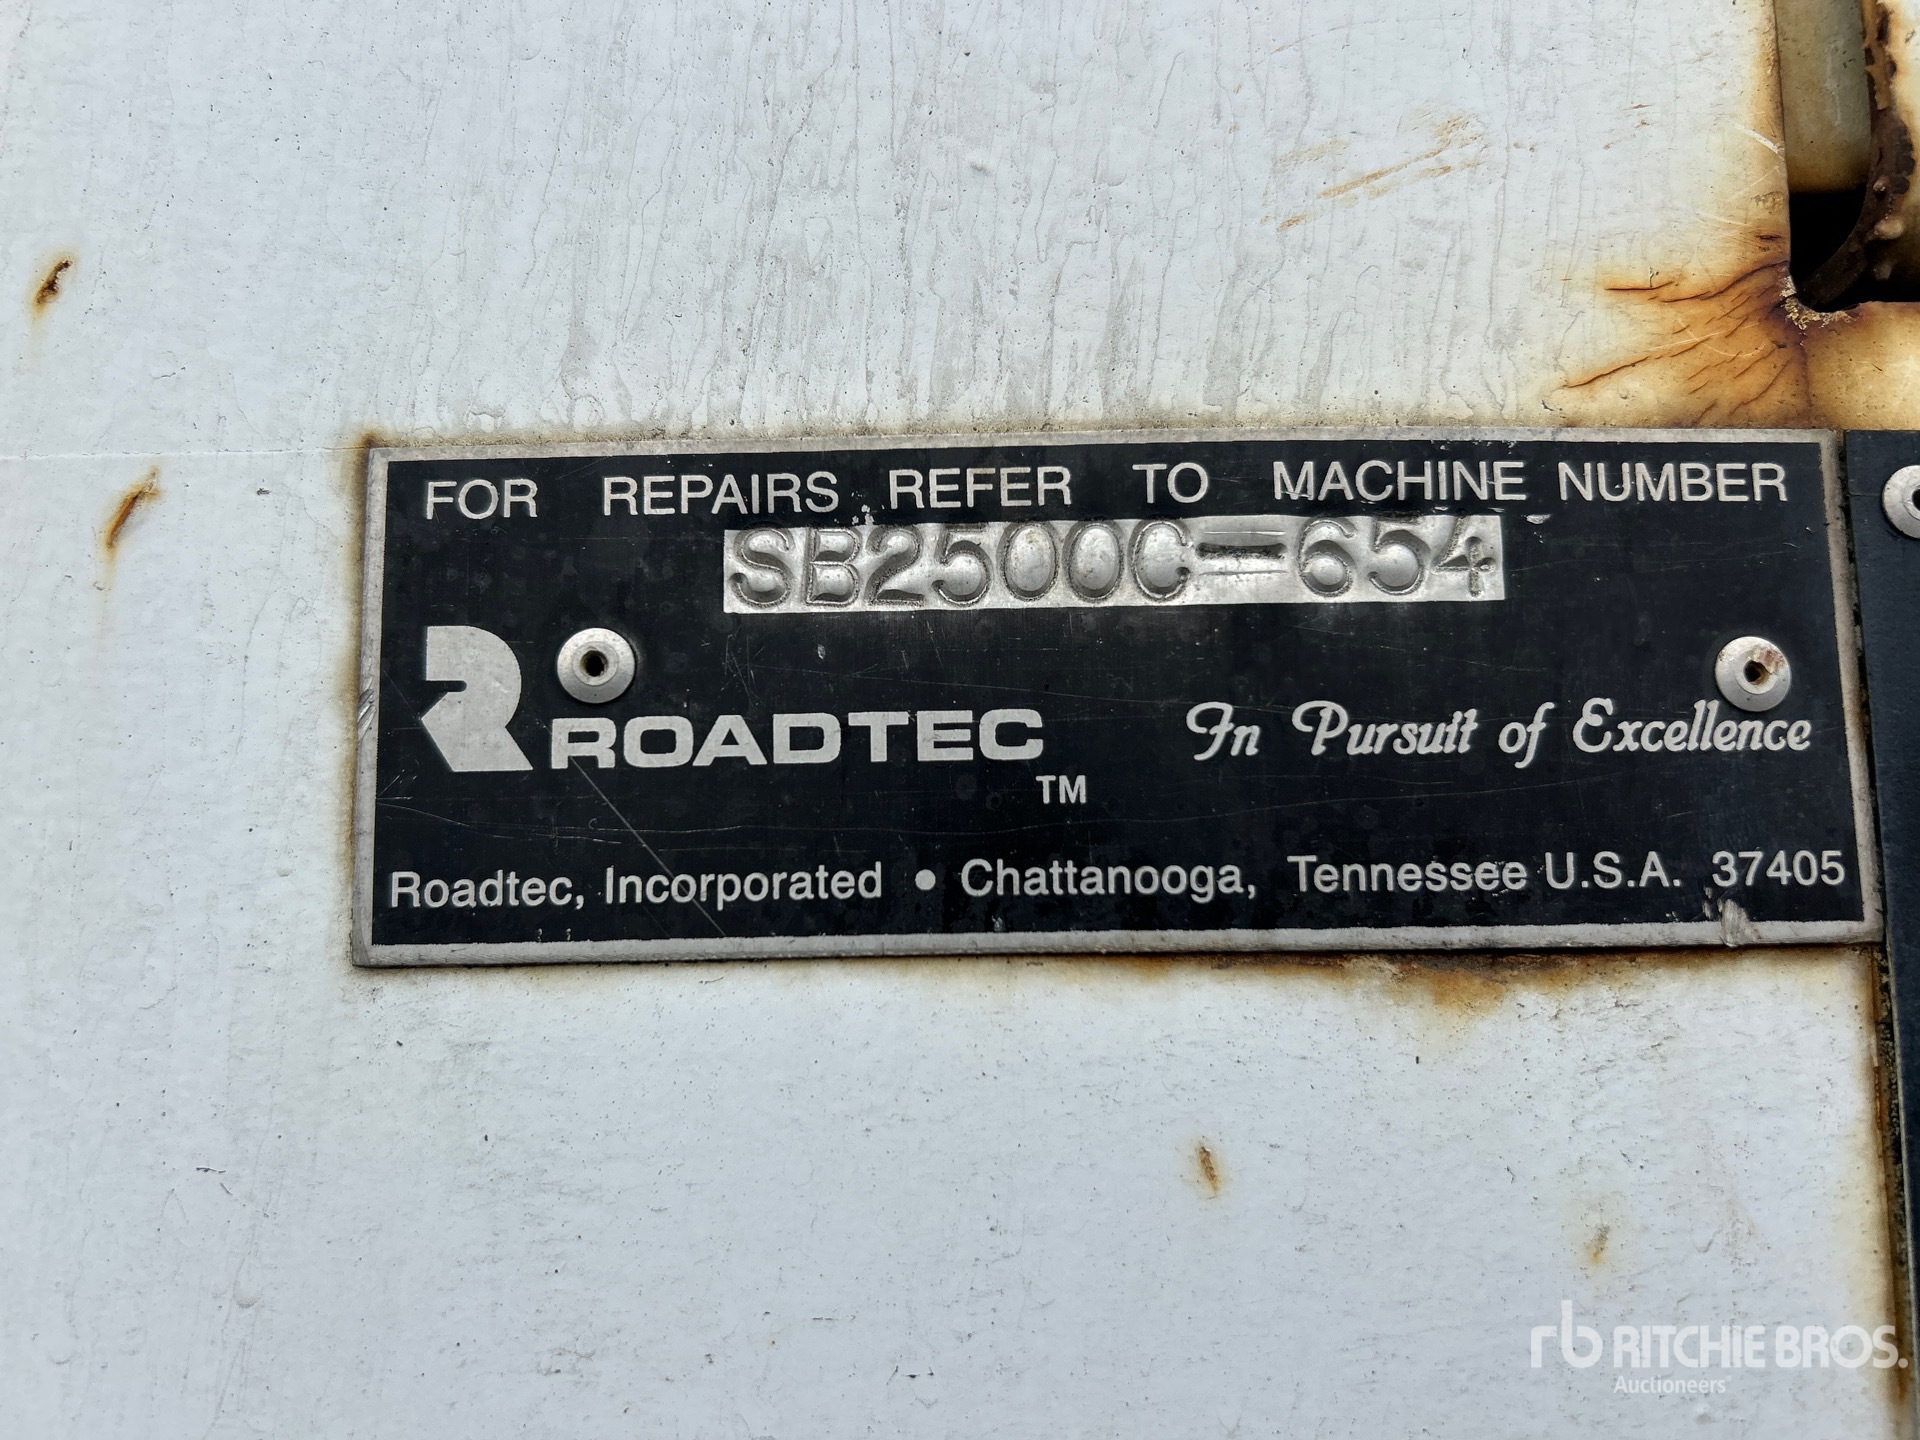 FOR REPAIRS REFER TO MACHINE NUMBER
SB2500C-654
ROADTEC
TM
In Pursuit of Excellence
Roadtec, Incorporated • Chattanooga, Tennessee U.S.A. 37405
rb RITCHIE BROS.
Auctioneers